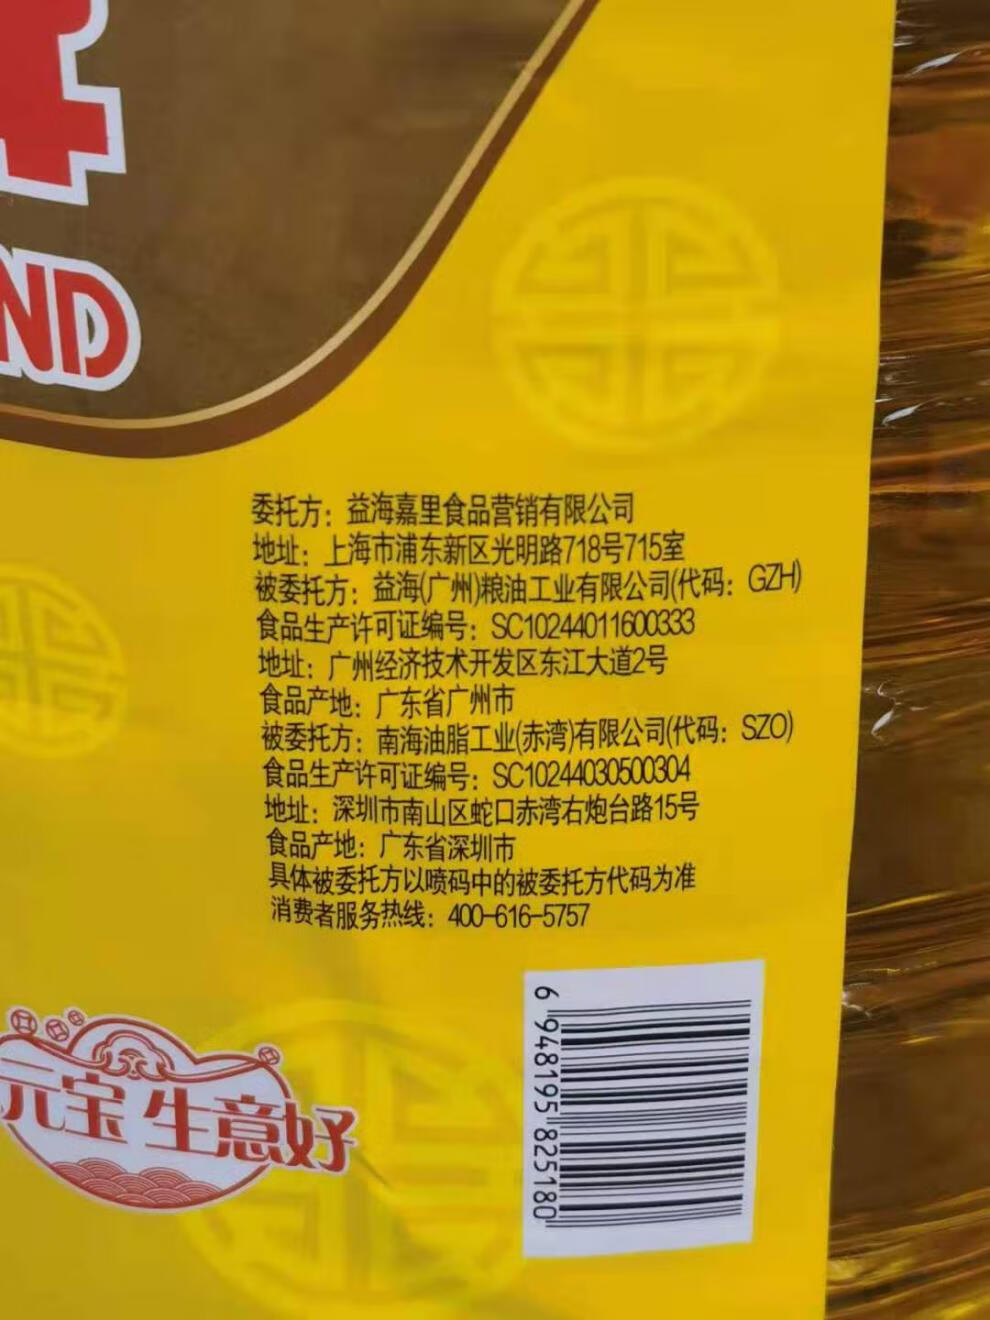 ND
委托方：益海嘉里食品营销有限公司
地址：上海市浦东新区光明路718号715室
被委托方：益海(广州)粮油工业有限公司(代码：GZH)
食品生产许可证编号：SC10244011600333
地址：广州经济技术开发区东江大道2号
食品产地：广东省广州市
被委托方：南海油脂工业(赤湾)有限公司(代码：SZO)
食品生产许可证编号：SC10244030500304
地址：深圳市南山区蛇口赤湾右炮台路15号
食品产地：广东省深圳市
具体被委托方以喷码中的被委托方代码为准
消费者服务热线：400-616-5757
元宝 生意好
6 948195 825180